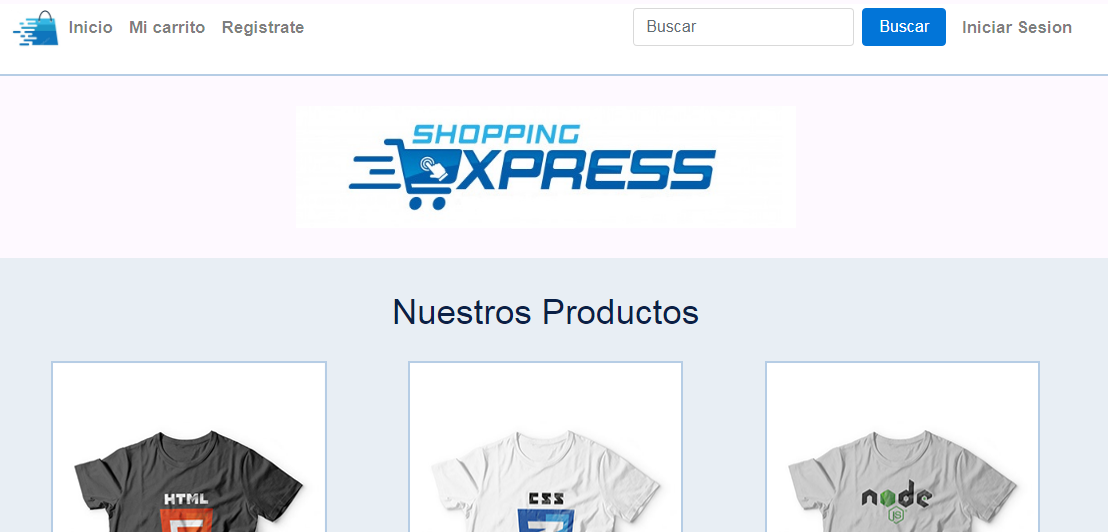 Inicio Mi carrito Registrate Buscar Buscar Iniciar Sesion
SHOPPING
XPRESS
Nuestros Productos
HTML
CSS
node
JS